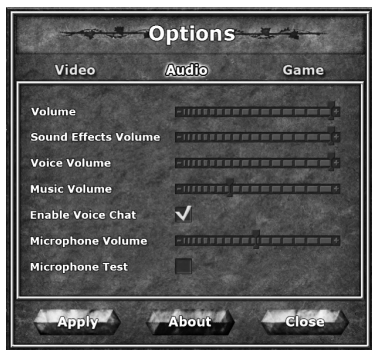 Options
Video Audio Game
Volume
Sound Effects Volume
Voice Volume
Music Volume
Enable Voice Chat
Microphone Volume
Microphone Test
Apply About Close